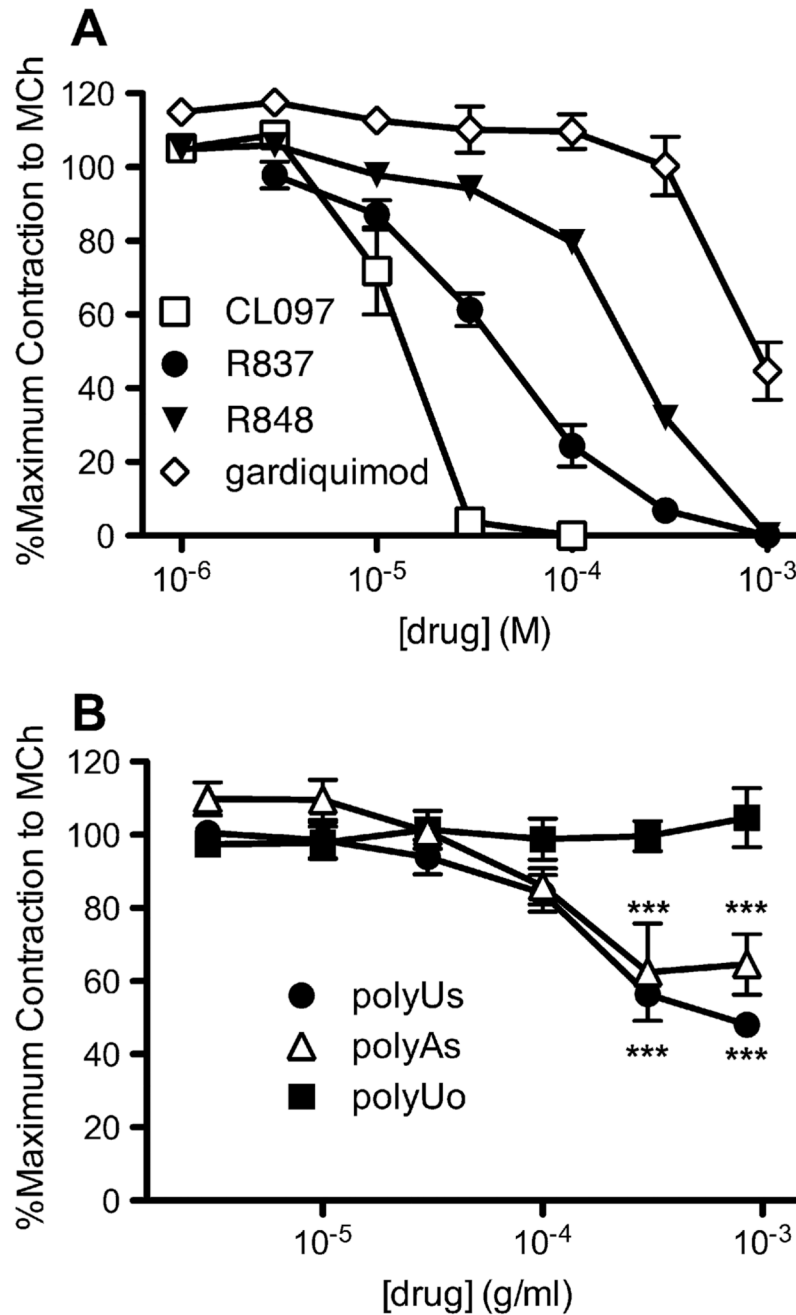 A
%Maximum Contraction to MCh
120
100
80
60
40
20
0
CL097
R837
R848
gardiquimod
10-6
10-5
10-4
10-3
[drug] (M)
B
%Maximum Contraction to MCh
120
100
80
60
40
20
0
*** ***
*** ***
polyUs
polyAs
polyUo
10-5
10-4
10-3
[drug] (g/ml)